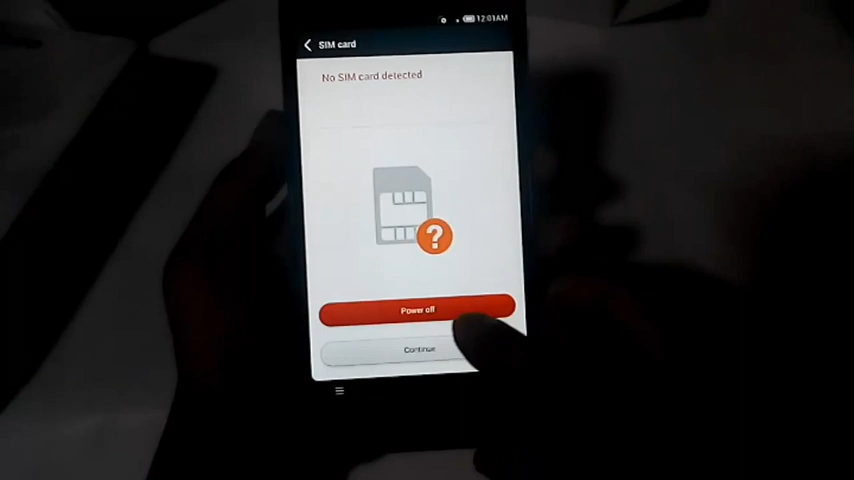 12:01AM
SIM card
No SIM card detected
?
Power off
Continue